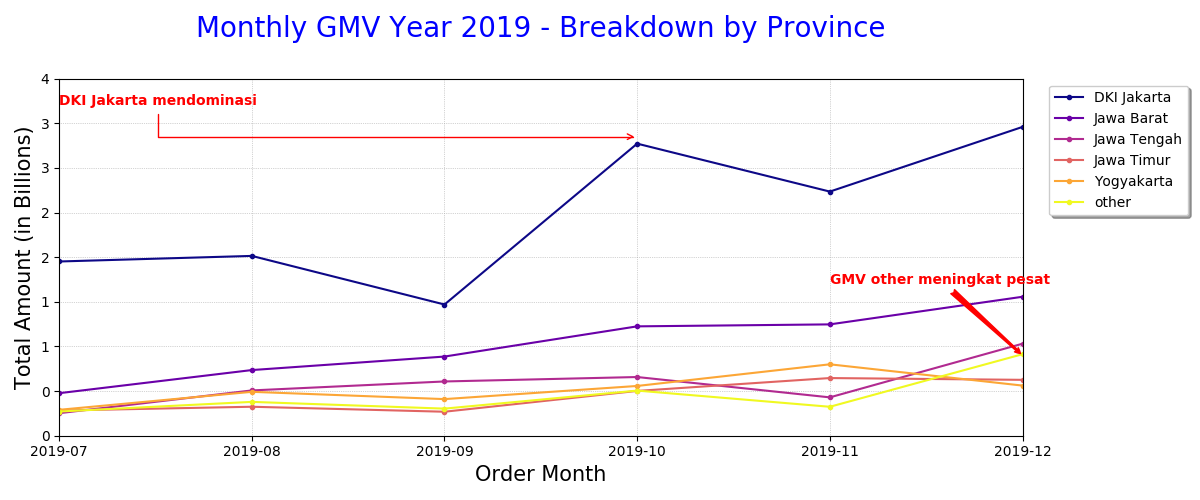 Monthly GMV Year 2019 - Breakdown by Province
Total Amount (in Billions)
4
3
3
2
2
1
1
0
0
DKI Jakarta mendominasi
GMV other meningkat pesat
2019-07
2019-08
2019-09
2019-10
2019-11
2019-12
Order Month
DKI Jakarta
Jawa Barat
Jawa Tengah
Jawa Timur
Yogyakarta
other